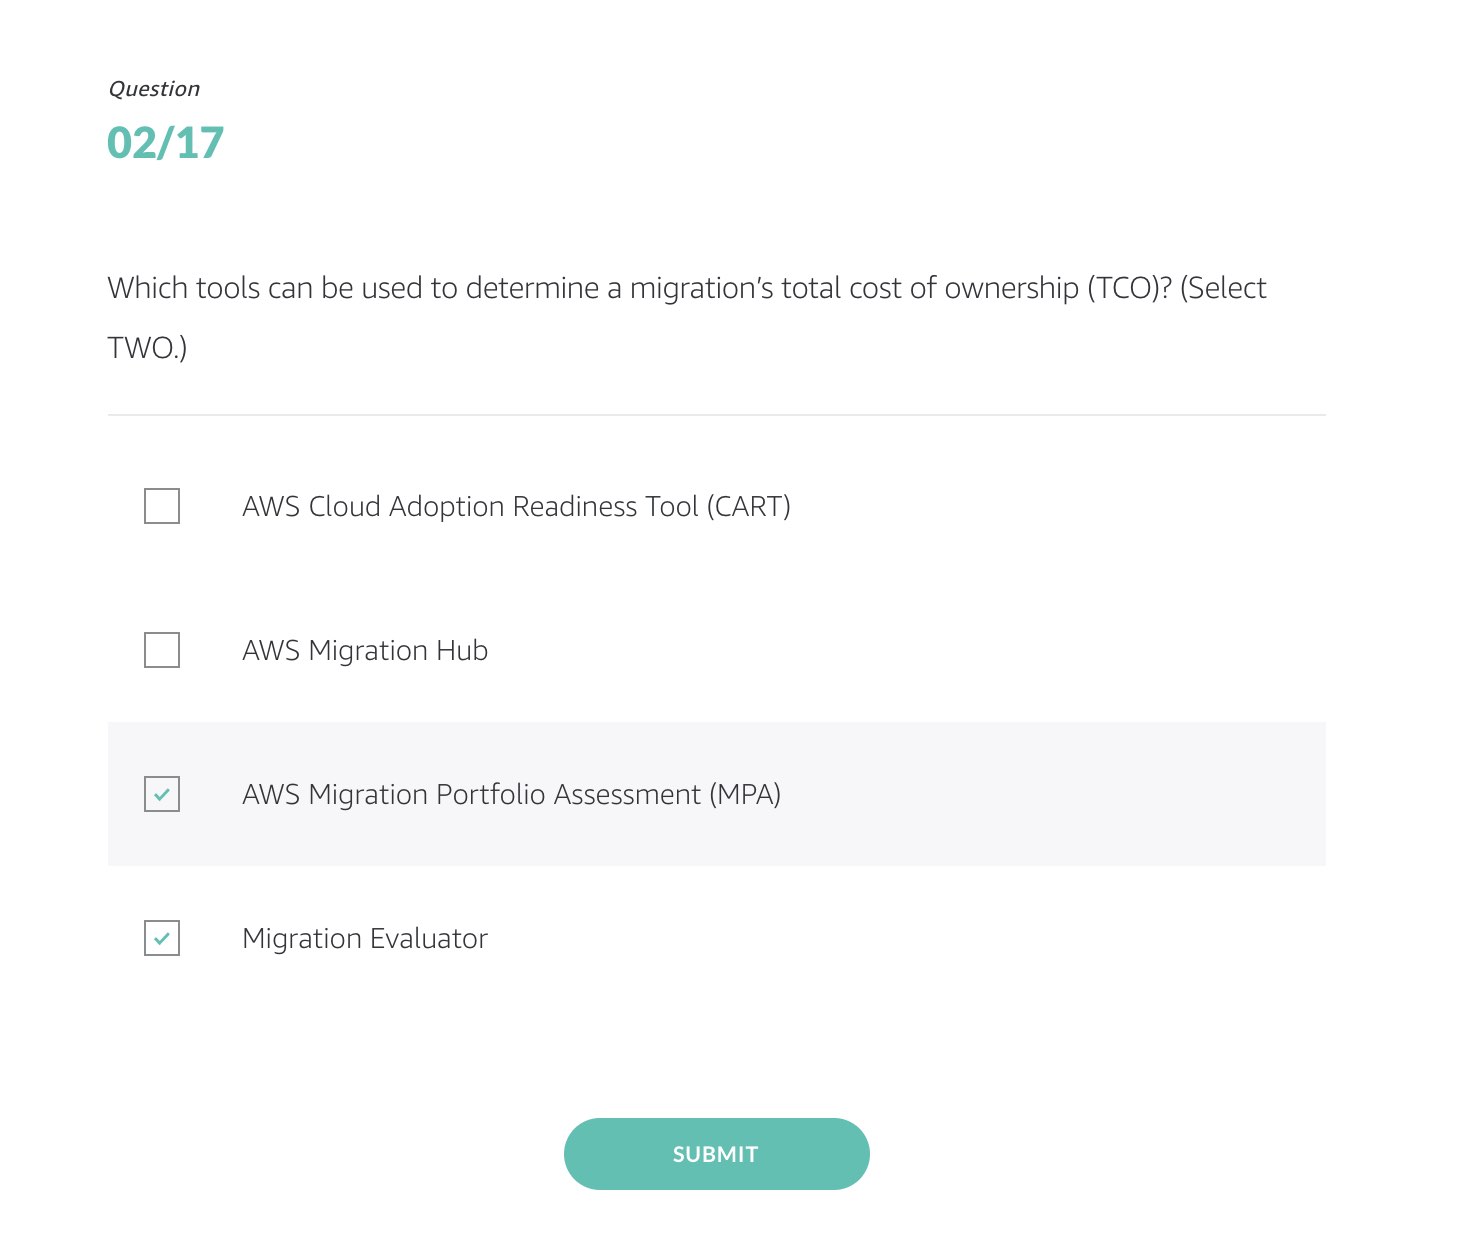 Question
02/17
Which tools can be used to determine a migration’s total cost of ownership (TCO)? (Select
TWO.)
AWS Cloud Adoption Readiness Tool (CART)
AWS Migration Hub
AWS Migration Portfolio Assessment (MPA)
Migration Evaluator
SUBMIT